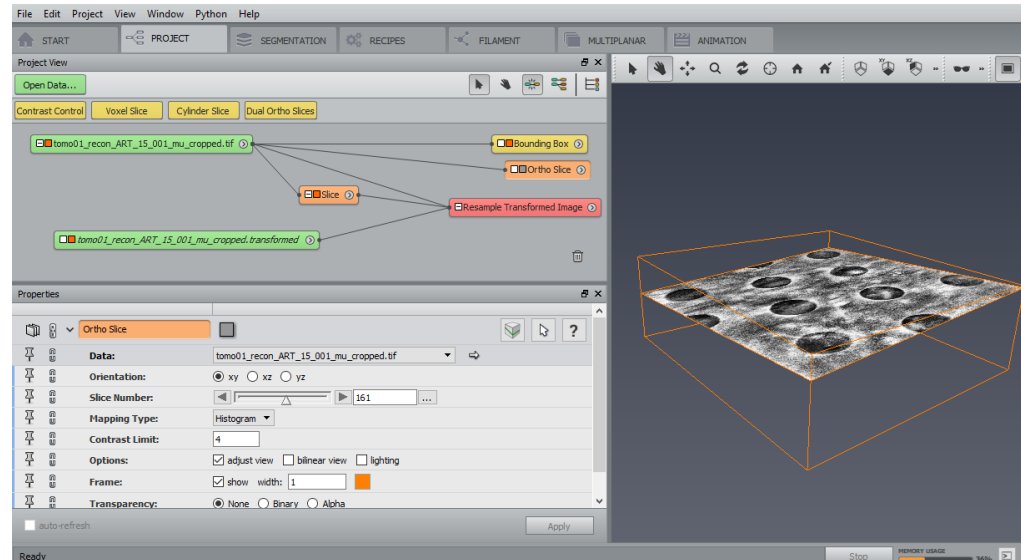 File Edit Project View Window Python Help
START PROJECT SEGMENTATION RECIPES FILAMENT MULTIPLANAR ANIMATION
Project View
Open Data...
Contrast Control Voxel Slice Cylinder Slice Dual Ortho Slices
tomo01_recon_ART_15_001_mu_cropped.tif Bounding Box
Ortho Slice
Slice
Resample Transformed Image
tomo01_recon_ART_15_001_mu_cropped.transformed
Properties
Ortho Slice ?
Data: tomo01_recon_ART_15_001_mu_cropped.tif
Orientation: xy xz yz
Slice Number: 161 ...
Mapping Type: Histogram
Contrast Limit: 4
Options: adjust view bilinear view lighting
Frame: show width: 1
Transparency: None Binary Alpha
auto-refresh Apply
Ready Stop MEMORY USAGE 36%